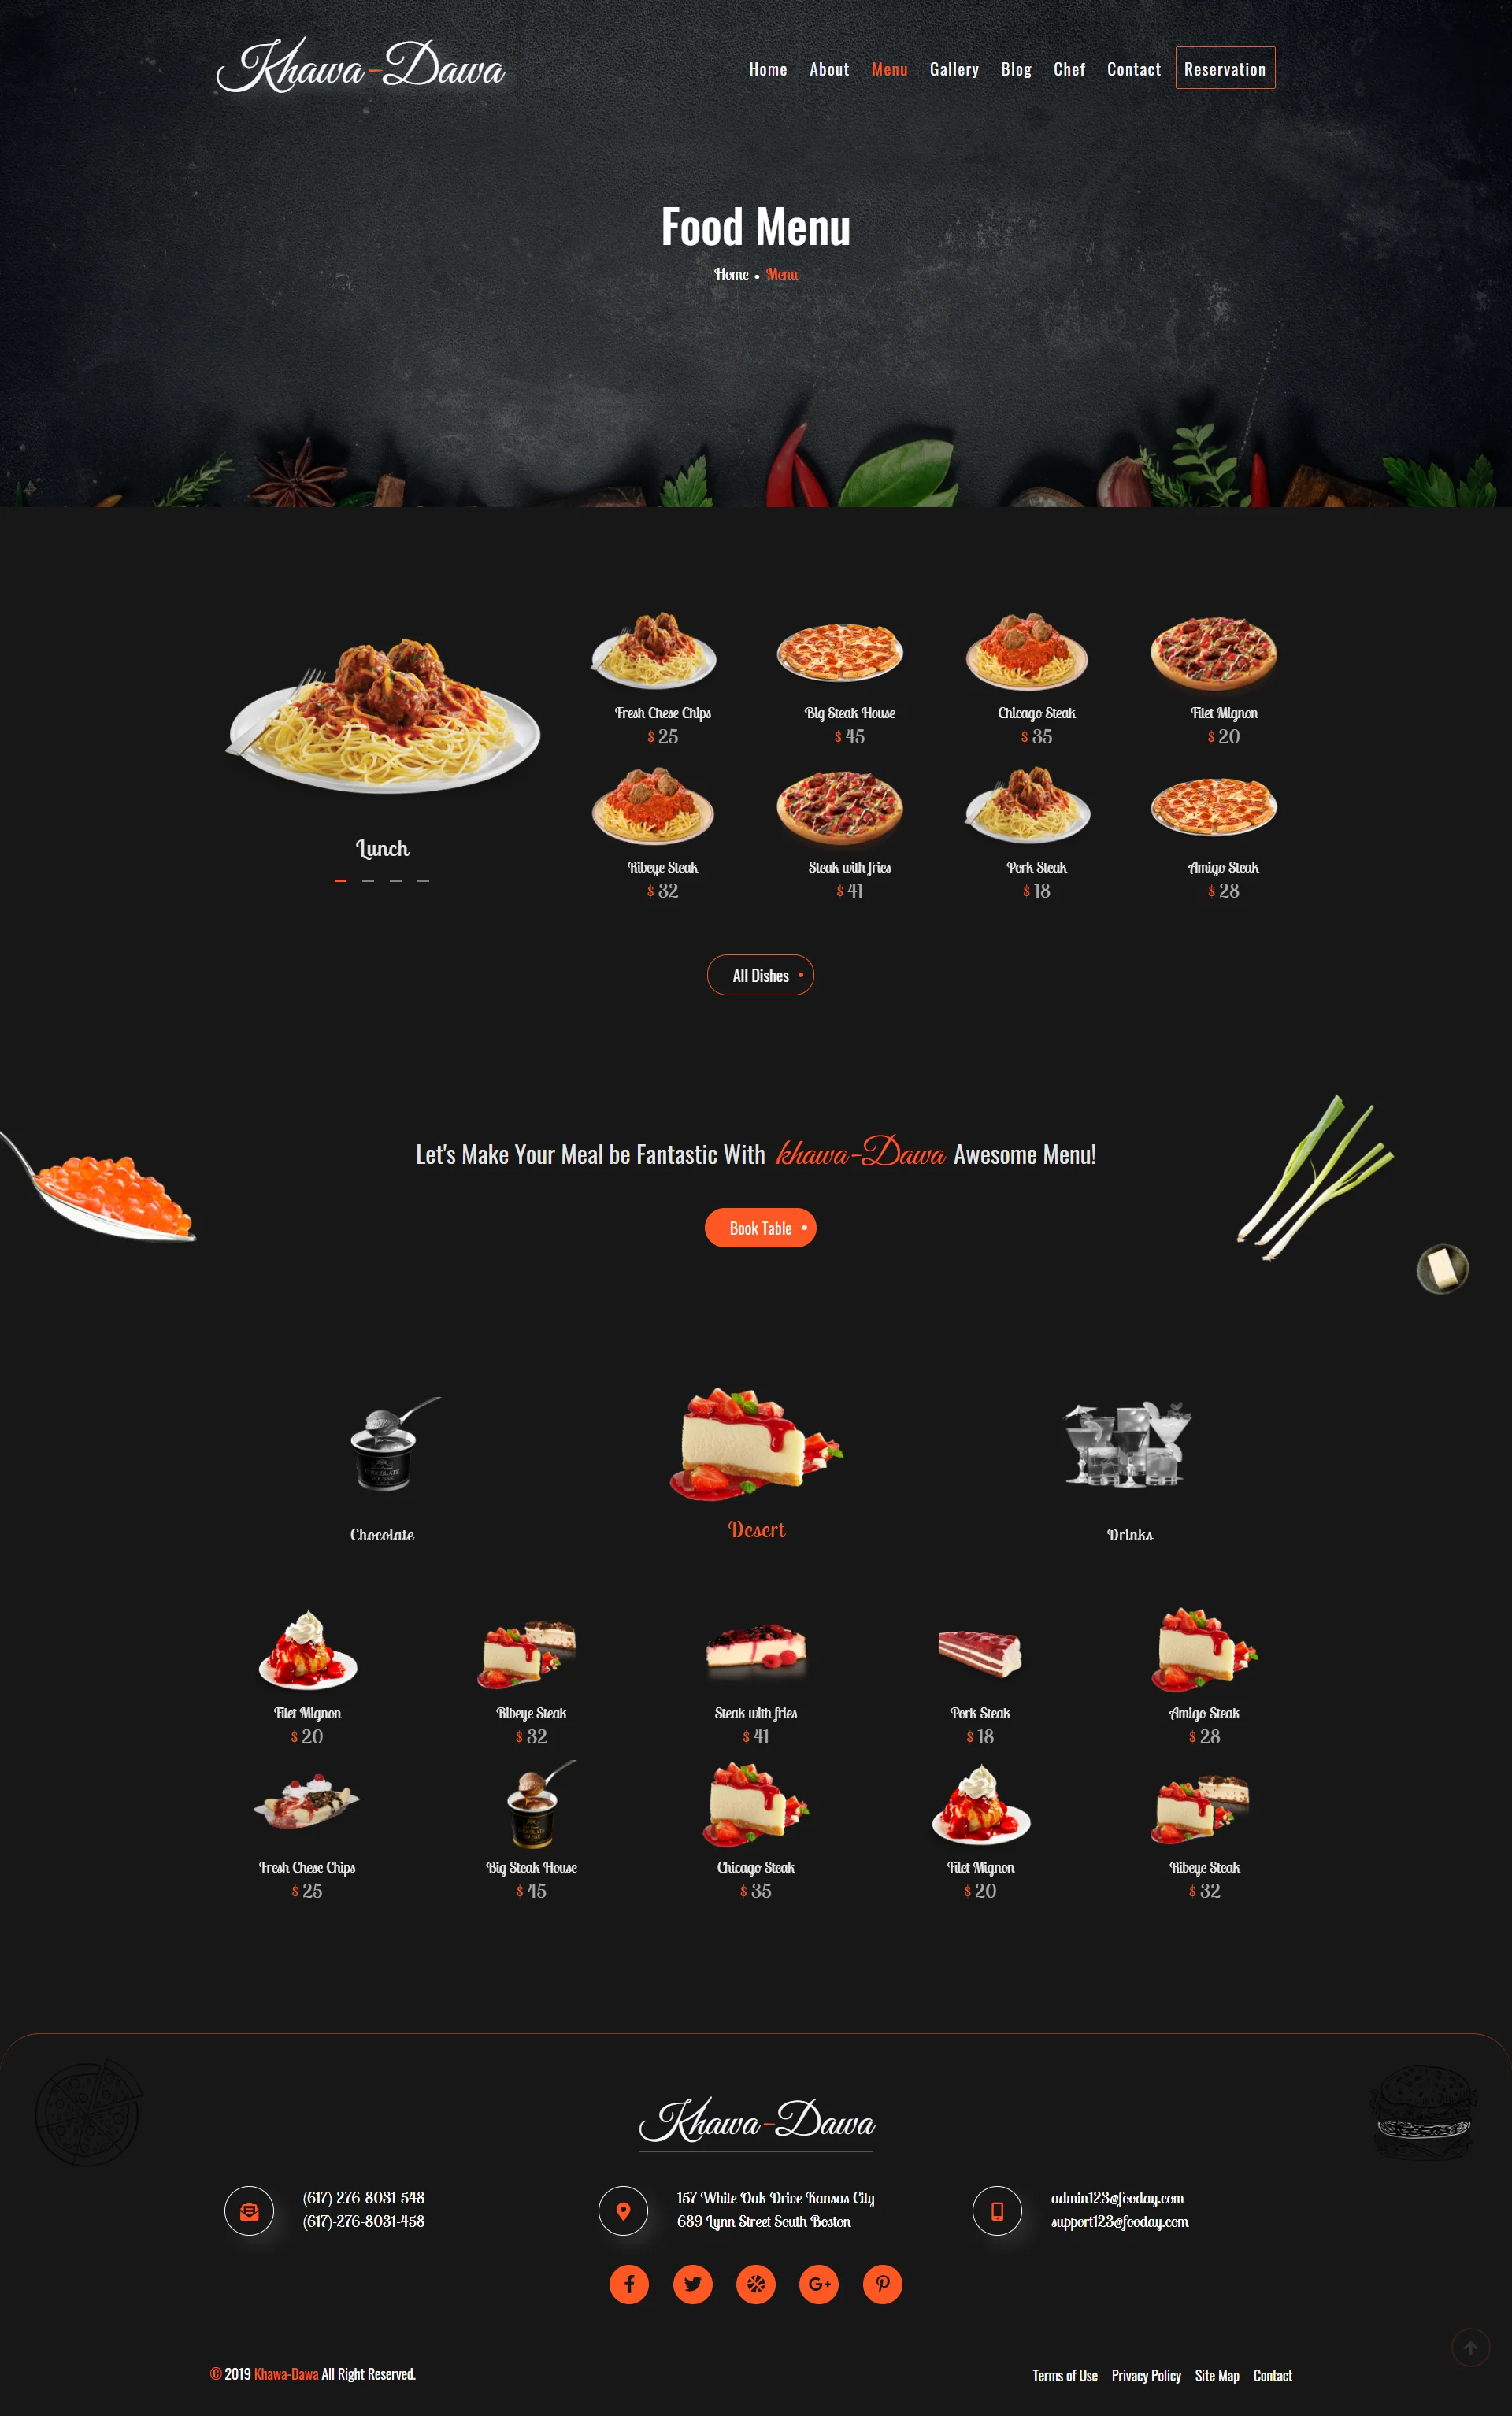 Khawa-Dawa
Home About Menu Gallery Blog Chef Contact Reservation
Food Menu
Home • Menu
Fresh Chese Chips
$ 25
Big Steak House
$ 45
Chicago Steak
$ 35
Filet Mignon
$ 20
Lunch
Ribeye Steak
$ 32
Steak with fries
$ 41
Pork Steak
$ 18
Amigo Steak
$ 28
All Dishes
Let's Make Your Meal be Fantastic With khawa-Dawa Awesome Menu!
Book Table
CHOCOLATE
Chocolate
Desert
Drinks
Filet Mignon
$ 20
Ribeye Steak
$ 32
Steak with fries
$ 41
Pork Steak
$ 18
Amigo Steak
$ 28
Fresh Chese Chips
$ 25
Big Steak House
$ 45
Chicago Steak
$ 35
Filet Mignon
$ 20
Ribeye Steak
$ 32
Khawa-Dawa
(617)-276-8031-548
(617)-276-8031-458
157 White Oak Drive Kansas City
689 Lynn Street South Boston
admin123@fooday.com
support123@fooday.com
© 2019 Khawa-Dawa All Right Reserved.
Terms of Use Privacy Policy Site Map Contact